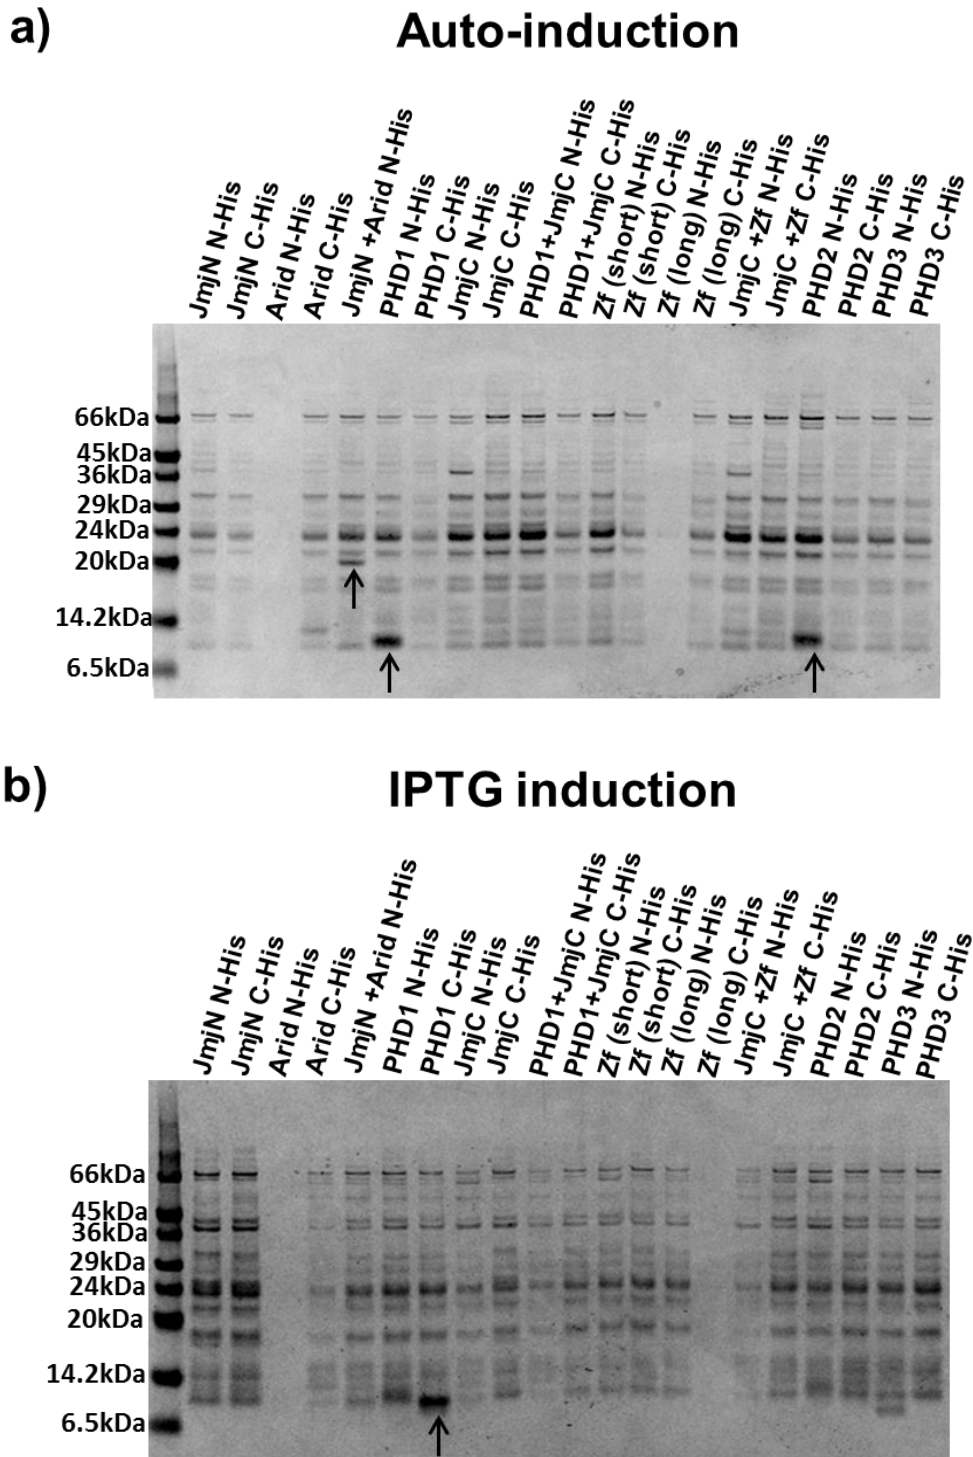 a)
Auto-induction
JmjN N-His
JmjN C-His
Arid N-His
Arid C-His
JmjN +Arid N-His
PHD1 N-His
PHD1 C-His
JmjC N-His
JmjC C-His
PHD1+JmjC N-His
PHD1+JmjC C-His
Zf (short) N-His
Zf (short) C-His
Zf (long) N-His
Zf (long) C-His
JmjC +Zf N-His
JmjC +Zf C-His
PHD2 N-His
PHD2 C-His
PHD3 N-His
PHD3 C-His
66kDa
45kDa
36kDa
29kDa
24kDa
20kDa
14.2kDa
6.5kDa
b)
IPTG induction
JmjN N-His
JmjN C-His
Arid N-His
Arid C-His
JmjN +Arid N-His
PHD1 N-His
PHD1 C-His
JmjC N-His
JmjC C-His
PHD1+JmjC N-His
PHD1+JmjC C-His
Zf (short) N-His
Zf (short) C-His
Zf (long) N-His
Zf (long) C-His
JmjC +Zf N-His
JmjC +Zf C-His
PHD2 N-His
PHD2 C-His
PHD3 N-His
PHD3 C-His
66kDa
45kDa
36kDa
29kDa
24kDa
20kDa
14.2kDa
6.5kDa